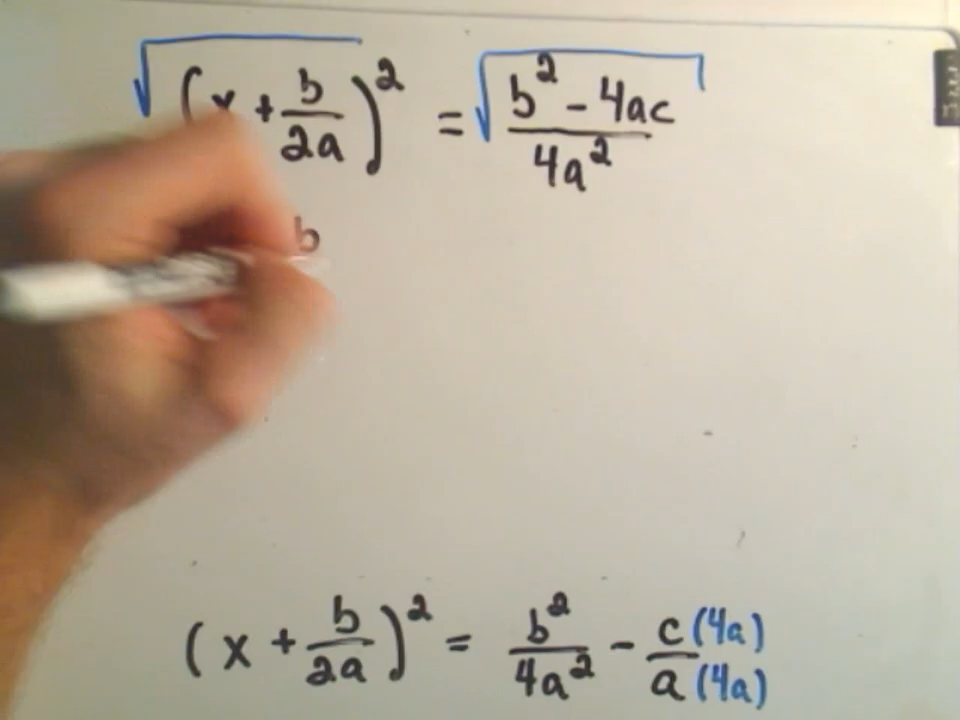 √(x + b/2a)² = √(b² - 4ac)/4a²
b
(x + b/2a)² = b²/4a² - c(4a)/a(4a)